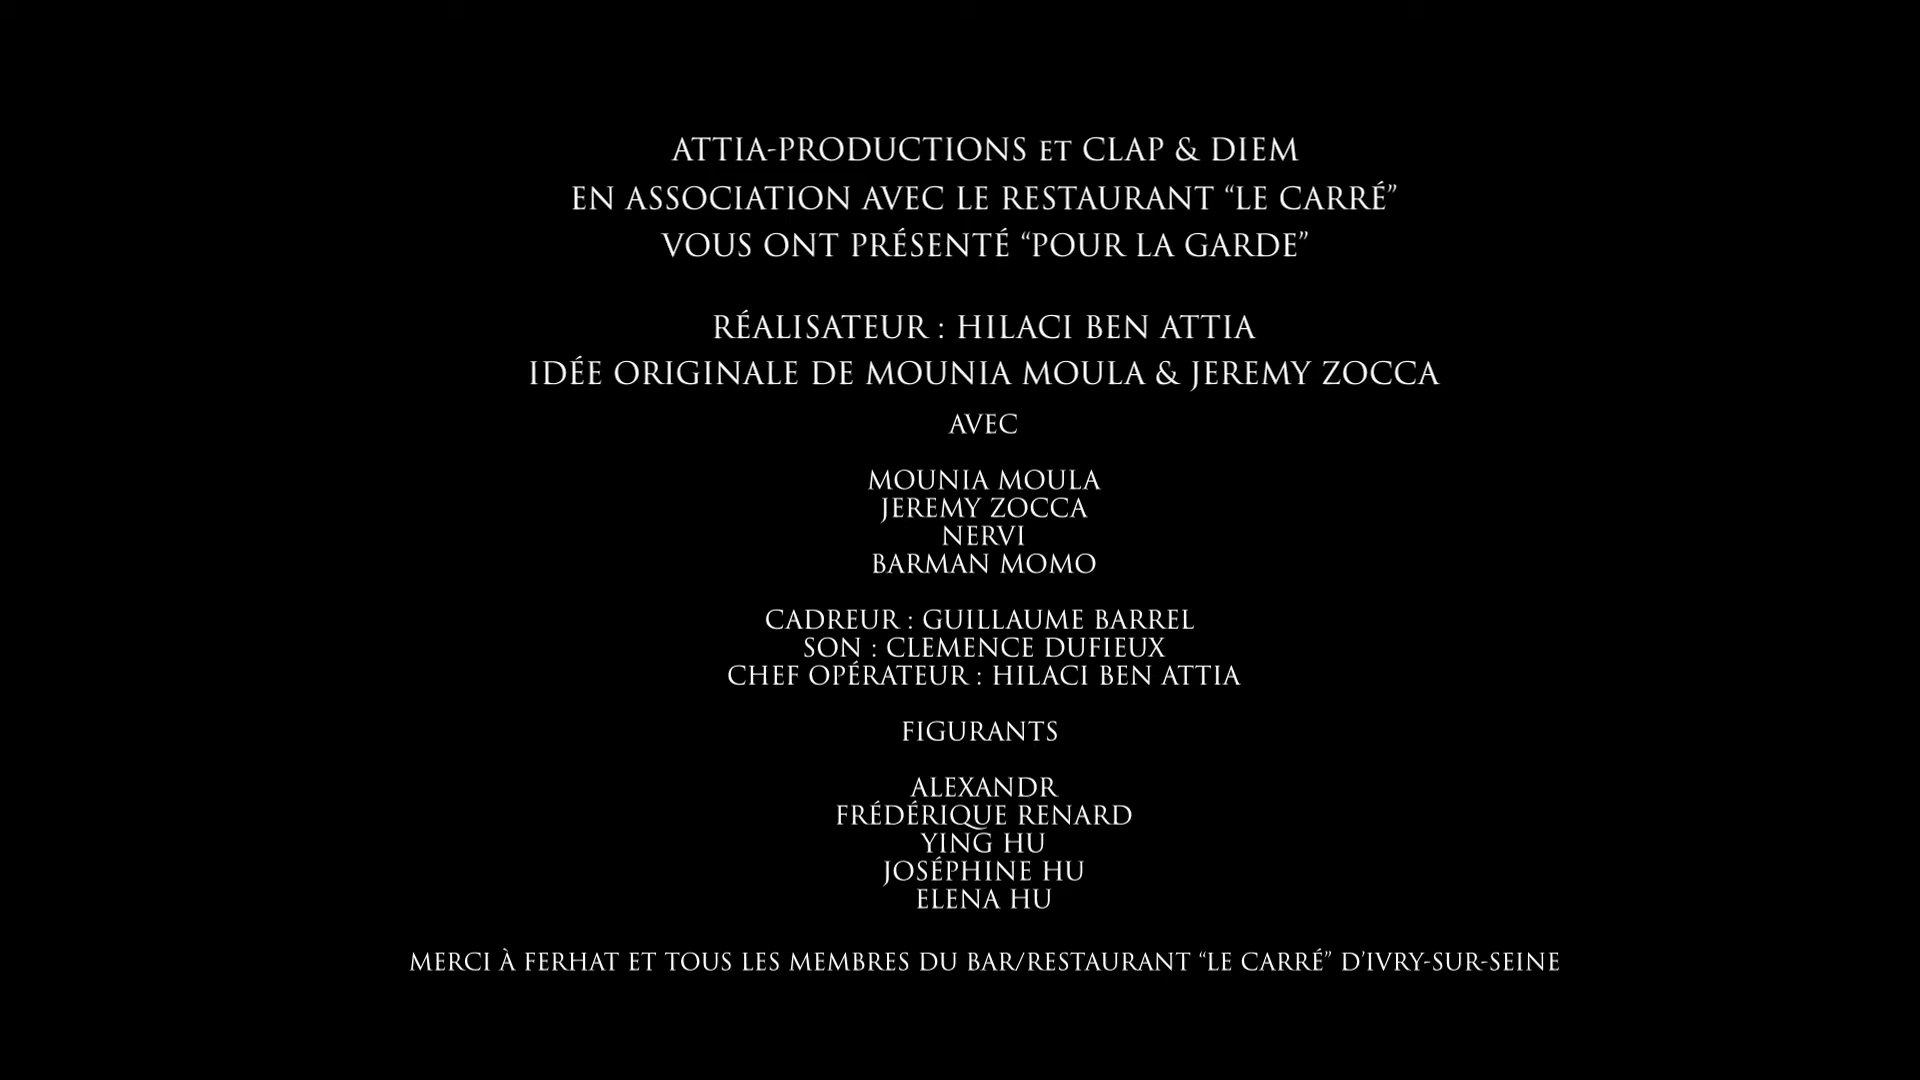 ATTIA-PRODUCTIONS ET CLAP & DIEM
EN ASSOCIATION AVEC LE RESTAURANT “LE CARRÉ”
VOUS ONT PRÉSENTÉ “POUR LA GARDE”
RÉALISATEUR : HILACI BEN ATTIA
IDÉE ORIGINALE DE MOUNIA MOULA & JEREMY ZOCCA
AVEC
MOUNIA MOULA
JEREMY ZOCCA
NERVI
BARMAN MOMO
CADREUR : GUILLAUME BARREL
SON : CLEMENCE DUFIEUX
CHEF OPÉRATEUR : HILACI BEN ATTIA
FIGURANTS
ALEXANDR
FRÉDÉRIQUE RENARD
YING HU
JOSÉPHINE HU
ELENA HU
MERCI À FERHAT ET TOUS LES MEMBRES DU BAR/RESTAURANT “LE CARRÉ” D’IVRY-SUR-SEINE